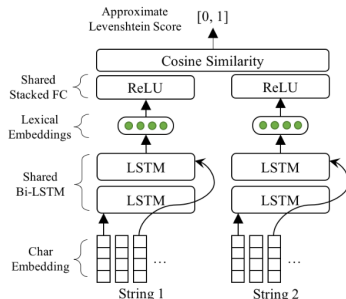 Approximate
Levenshtein Score
[0, 1]
Cosine Similarity
Shared
Stacked FC
ReLU
ReLU
Lexical
Embeddings
Shared
Bi-LSTM
LSTM
LSTM
LSTM
LSTM
Char
Embedding
...
...
String 1
String 2